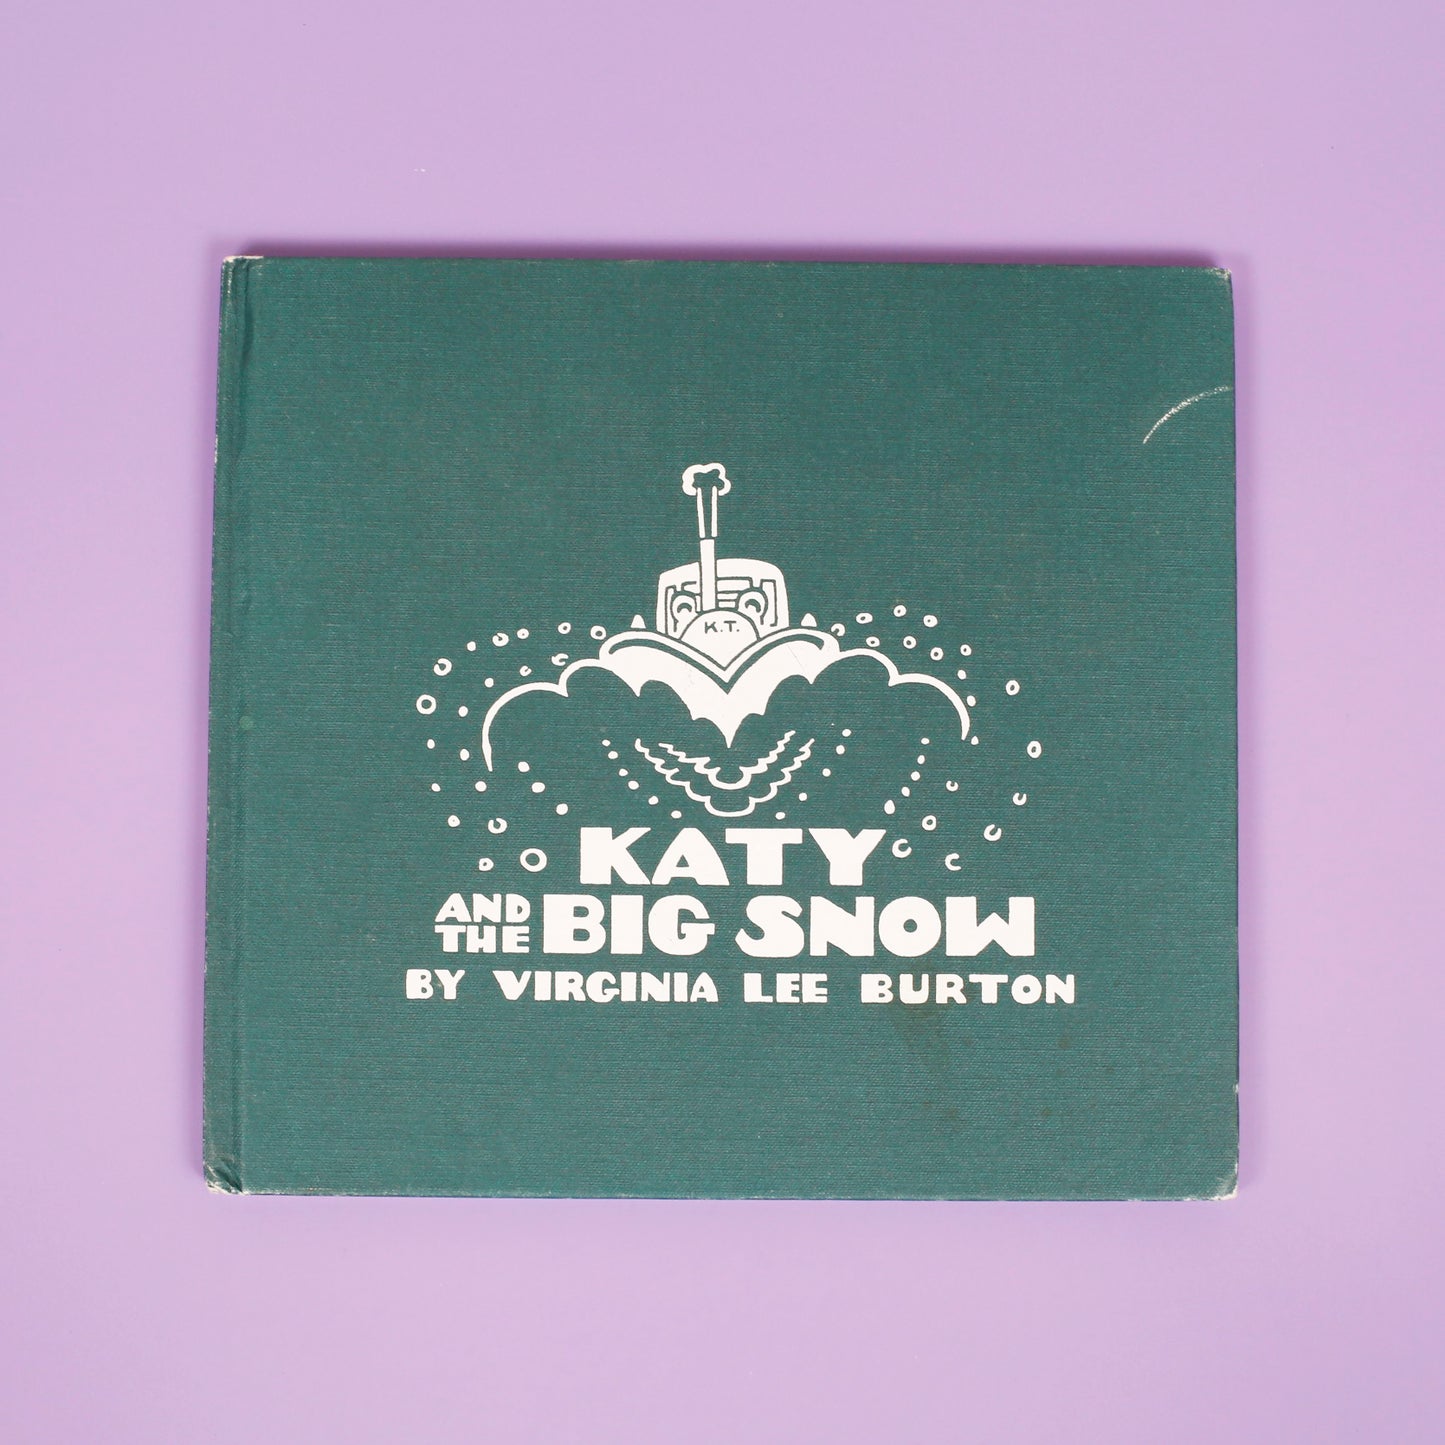 K.T.
KATY
AND THE BIG SNOW
BY VIRGINIA LEE BURTON